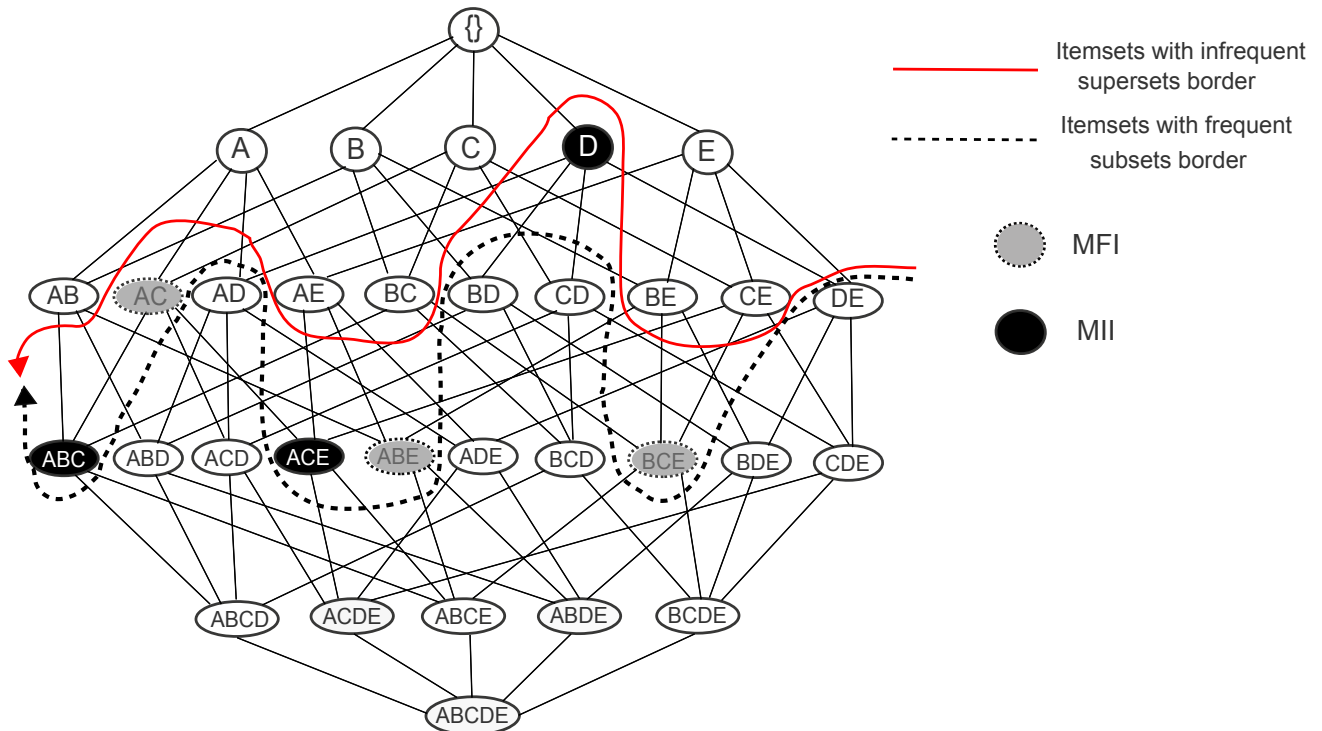 {}
Itemsets with infrequent
supersets border
Itemsets with frequent
subsets border
A B C D E
MFI
AB AC AD AE BC BD CD BE CE DE
MII
ABC ABD ACD ACE ABE ADE BCD BCE BDE CDE
ABCD ACDE ABCE ABDE BCDE
ABCDE